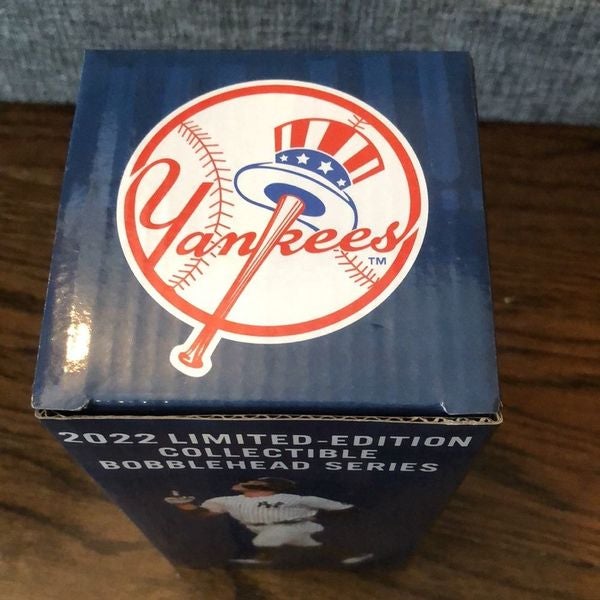 Yankees
TM
2022 LIMITED-EDITION
COLLECTIBLE
BOBBLEHEAD SERIES